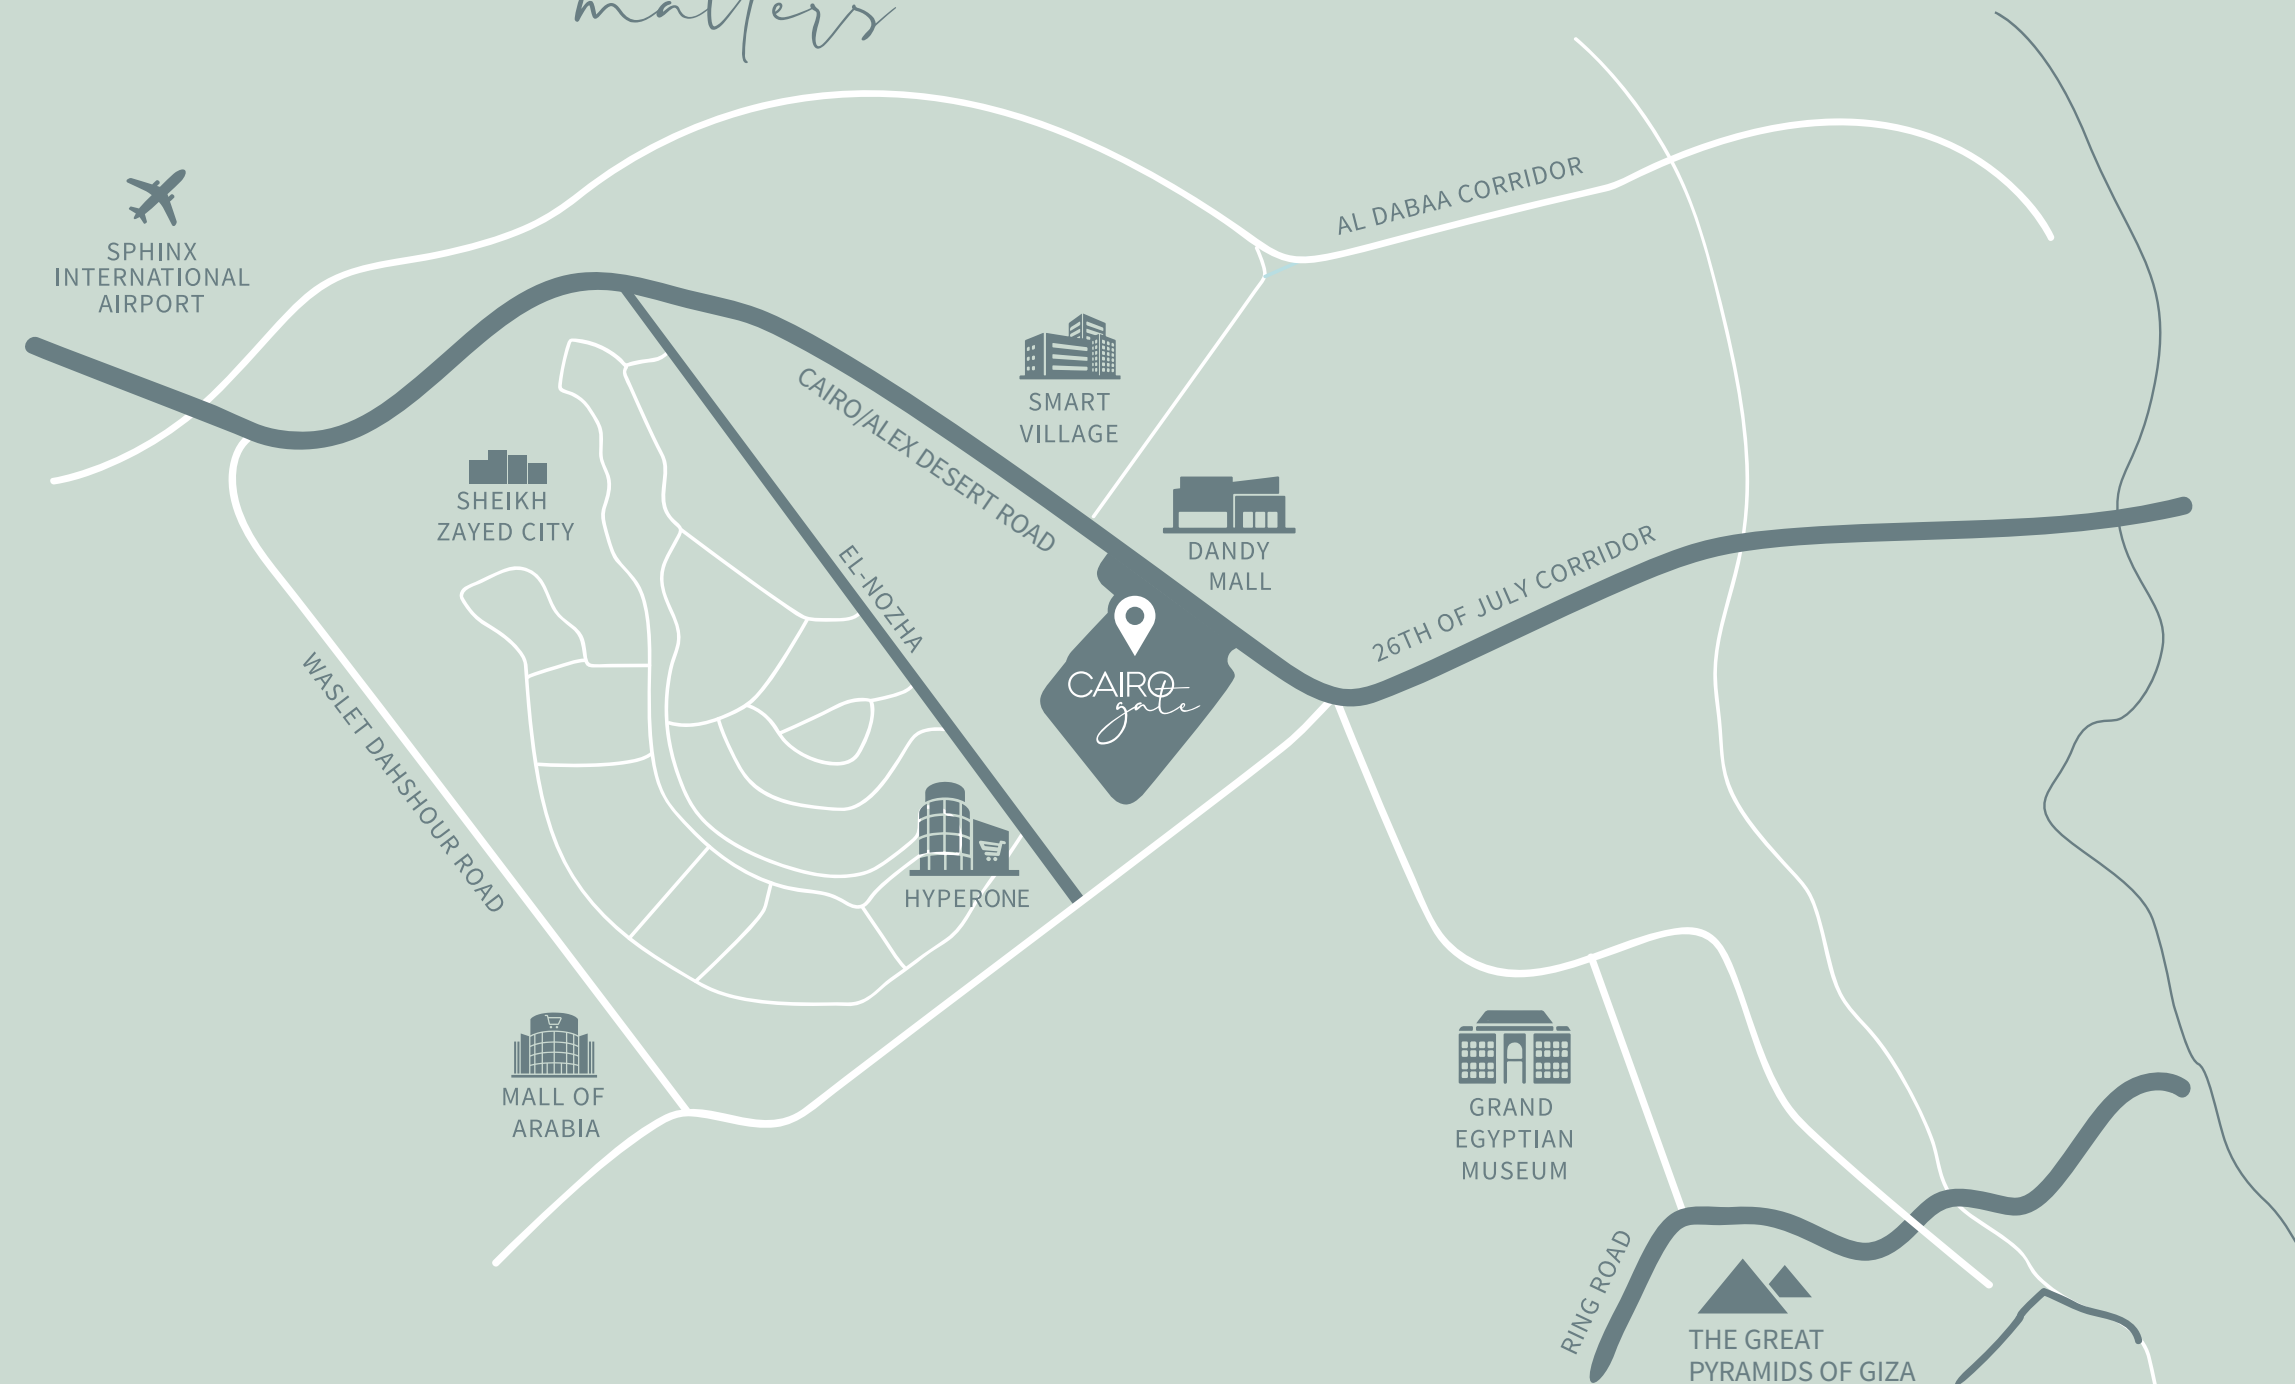 matters
AL DABAA CORRIDOR
SPHINX
INTERNATIONAL
AIRPORT
SMART
VILLAGE
CAIRO/ALEX DESERT ROAD
SHEIKH
ZAYED CITY
DANDY
MALL
EL-NOZHA
26TH OF JULY CORRIDOR
CAIRO
gate
WASLET DAHSHOUR ROAD
HYPERONE
MALL OF
ARABIA
GRAND
EGYPTIAN
MUSEUM
RING ROAD
THE GREAT
PYRAMIDS OF GIZA